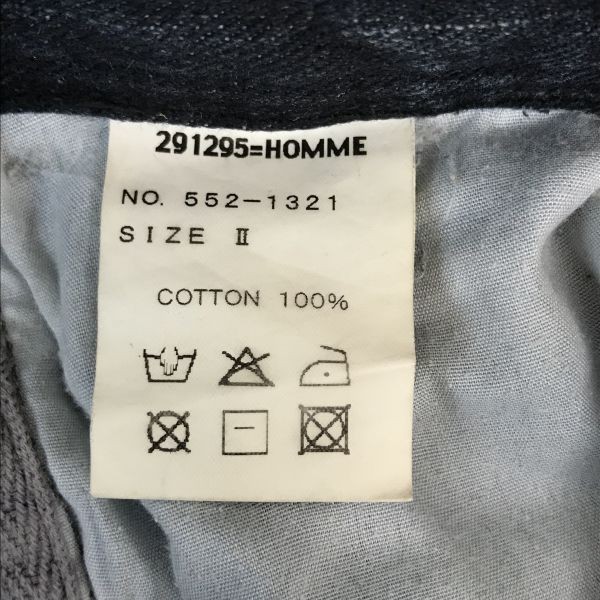 291295=HOMME
NO. 552-1321
SIZE Ⅱ
COTTON 100%